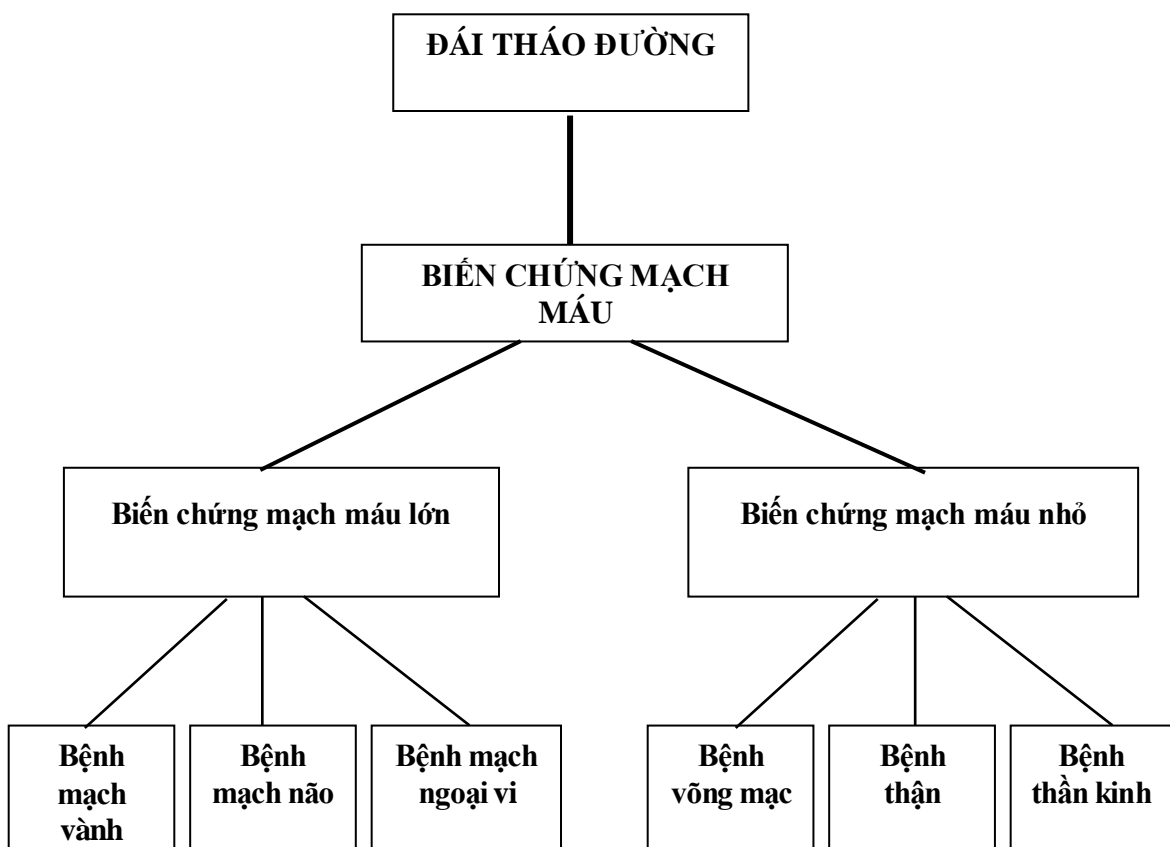 ĐÁI THÁO ĐƯỜNG
BIẾN CHỨNG MẠCH
MÁU
Biến chứng mạch máu lớn
Biến chứng mạch máu nhỏ
Bệnh
mạch
vành
Bệnh
mạch não
Bệnh mạch
ngoại vi
Bệnh
võng mạc
Bệnh
thận
Bệnh
thần kinh